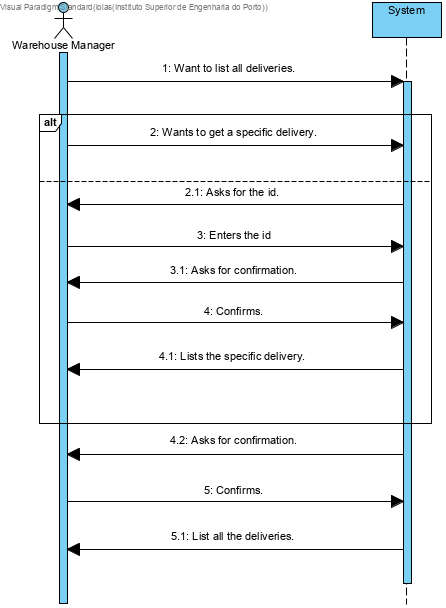 Visual Paradigm Standard(lolas(Instituto Superior de Engenharia do Porto))
System
Warehouse Manager
1: Want to list all deliveries.
alt
2: Wants to get a specific delivery.
2.1: Asks for the id.
3: Enters the id
3.1: Asks for confirmation.
4: Confirms.
4.1: Lists the specific delivery.
4.2: Asks for confirmation.
5: Confirms.
5.1: List all the deliveries.